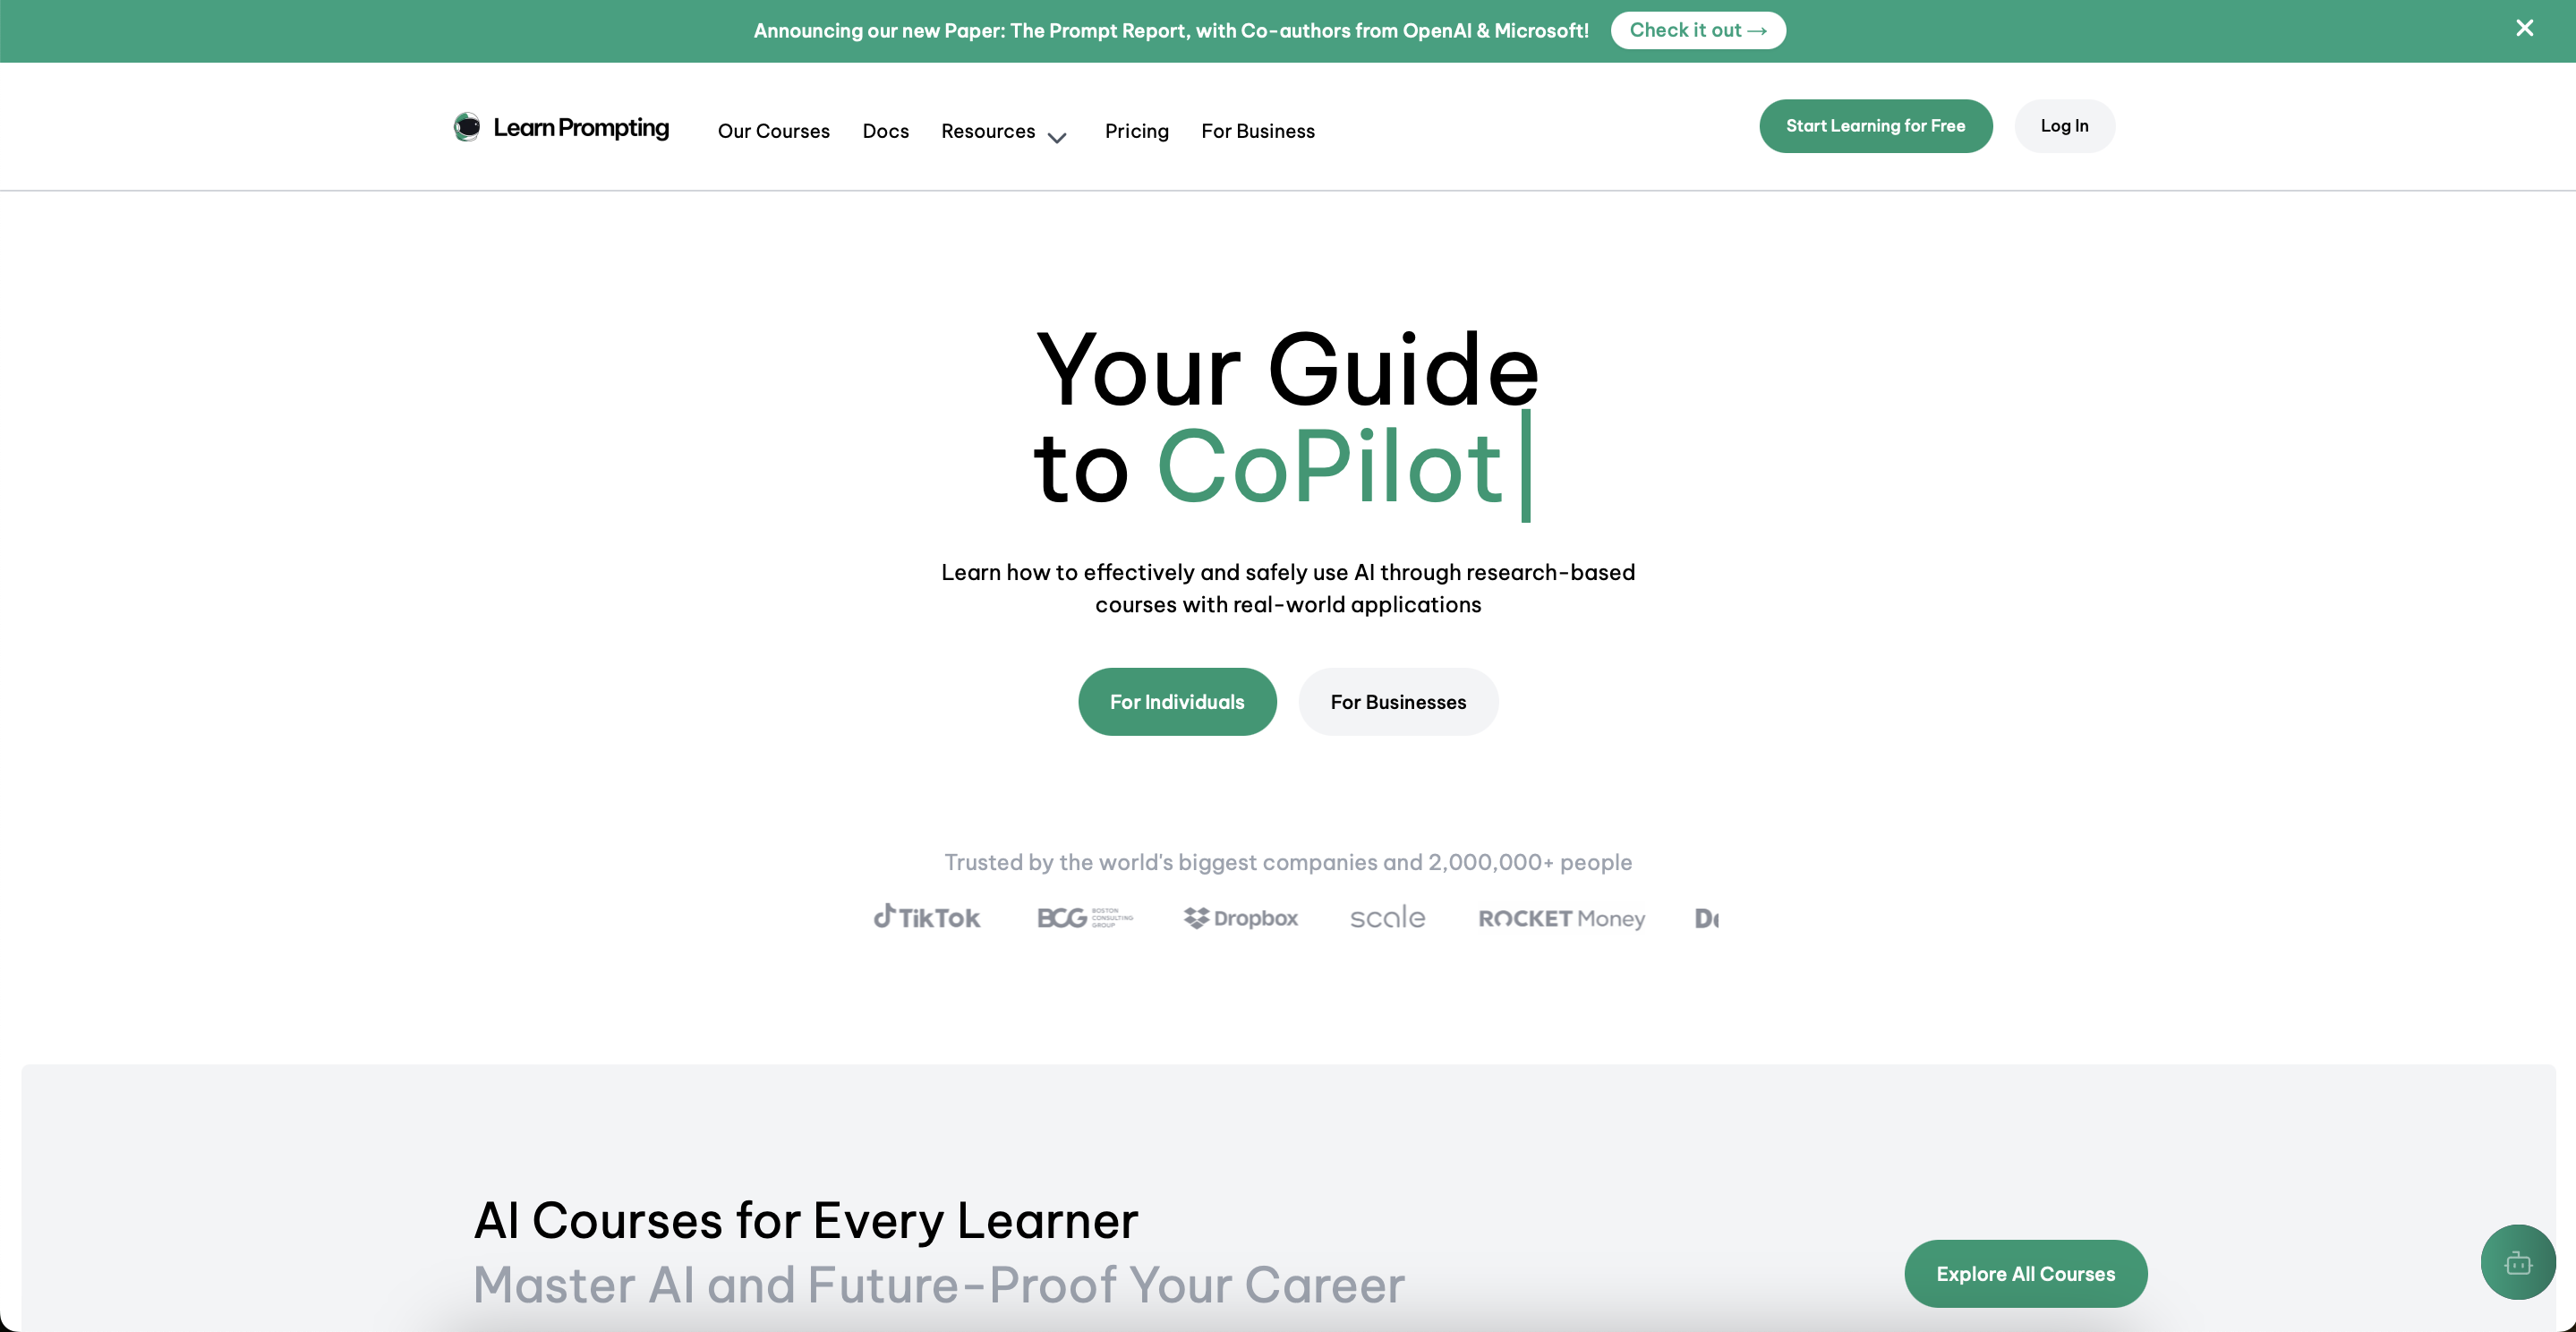 Announcing our new Paper: The Prompt Report, with Co-authors from OpenAI & Microsoft! Check it out →
Learn Prompting Our Courses Docs Resources Pricing For Business Start Learning for Free Log In
Your Guide
to CoPilot
Learn how to effectively and safely use AI through research-based
courses with real-world applications
For Individuals For Businesses
Trusted by the world's biggest companies and 2,000,000+ people
TikTok BCG BOSTON CONSULTING GROUP Dropbox scale ROCKET Money
AI Courses for Every Learner
Master AI and Future-Proof Your Career
Explore All Courses